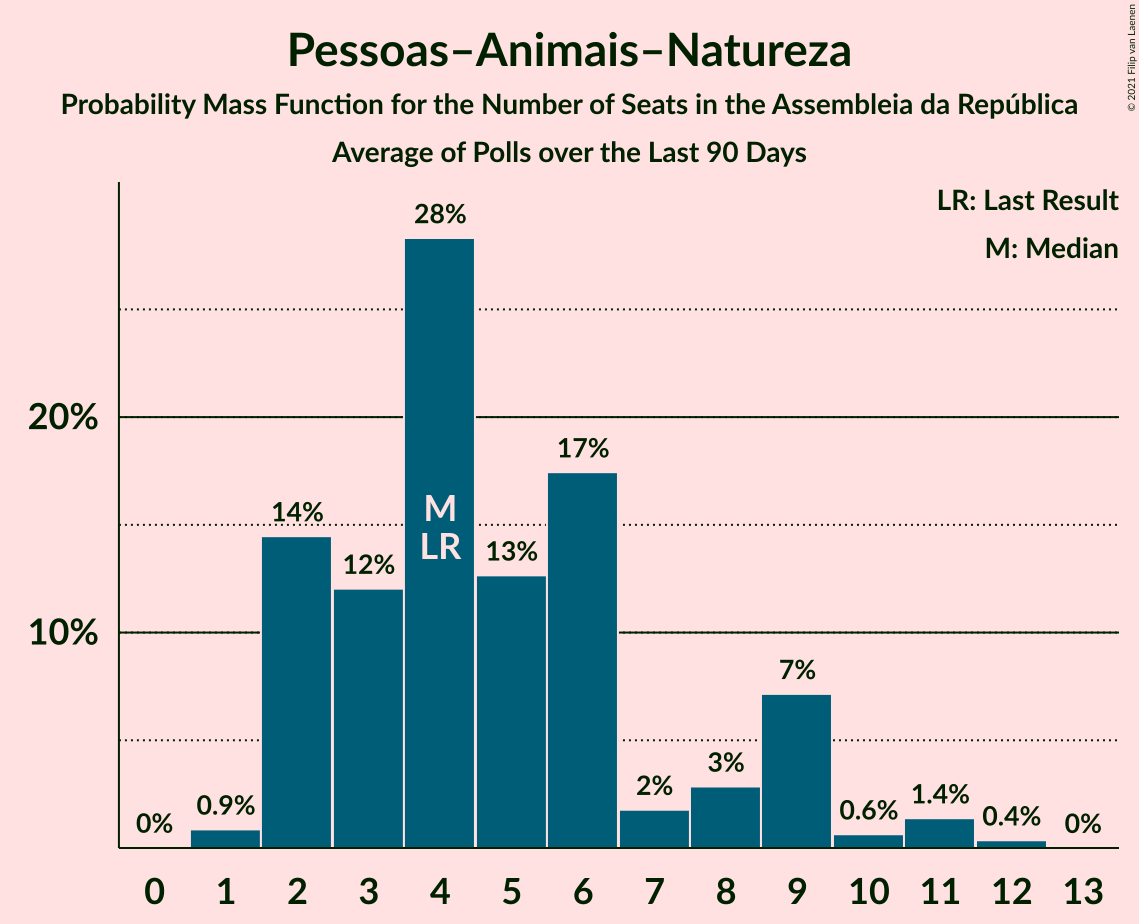 Pessoas–Animais–Natureza
Probability Mass Function for the Number of Seats in the Assembleia da República
Average of Polls over the Last 90 Days
© 2021 Filip van Laenen
LR: Last Result
M: Median
20%
10%
0%
0.9%
14%
12%
28%
13%
17%
2%
3%
7%
0.6%
1.4%
0.4%
0%
M
LR
0 1 2 3 4 5 6 7 8 9 10 11 12 13